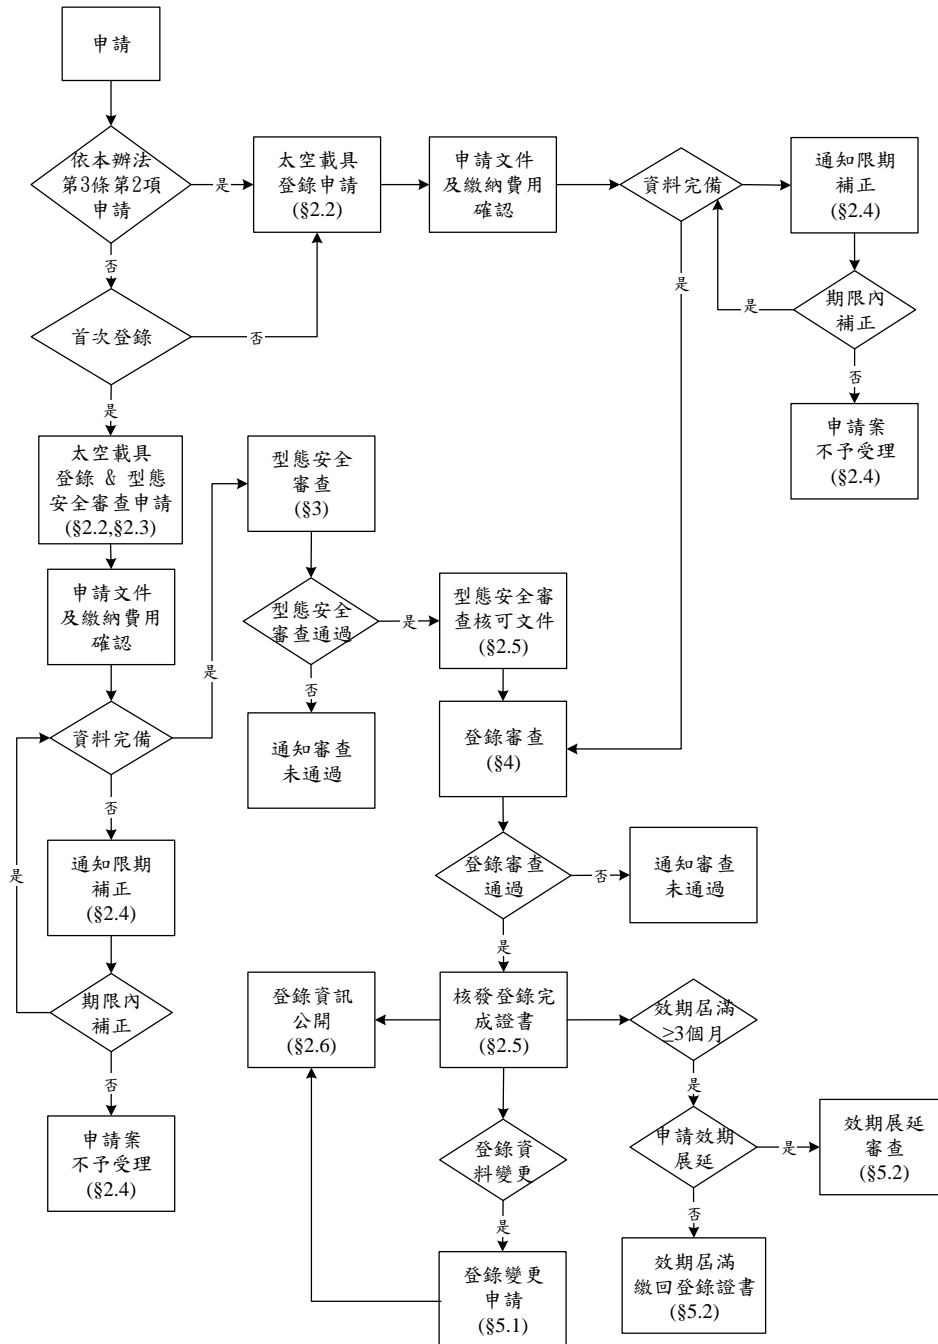 申請
依本辦法
第3條第2項
申請
是
太空載具
登錄申請
(§2.2)
申請文件
及繳納費用
確認
資料完備
通知限期
補正
(§2.4)
否
是
期限內
補正
是
首次登錄
否
否
是
申請案
不予受理
(§2.4)
太空載具
登錄 & 型態
安全審查申請
(§2.2,§2.3)
型態安全
審查
(§3)
申請文件
及繳納費用
確認
型態安全
審查通過
是
型態安全審
查核可文件
(§2.5)
是
否
資料完備
通知審查
未通過
登錄審查
(§4)
否
通知限期
補正
(§2.4)
是
登錄審查
通過
否
通知審查
未通過
是
期限內
補正
登錄資訊
公開
(§2.6)
核發登錄完
成證書
(§2.5)
效期屆滿
≥3個月
否
是
申請案
不予受理
(§2.4)
登錄資
料變更
申請效期
展延
是
效期展延
審查
(§5.2)
是
否
登錄變更
申請
(§5.1)
效期屆滿
繳回登錄證書
(§5.2)